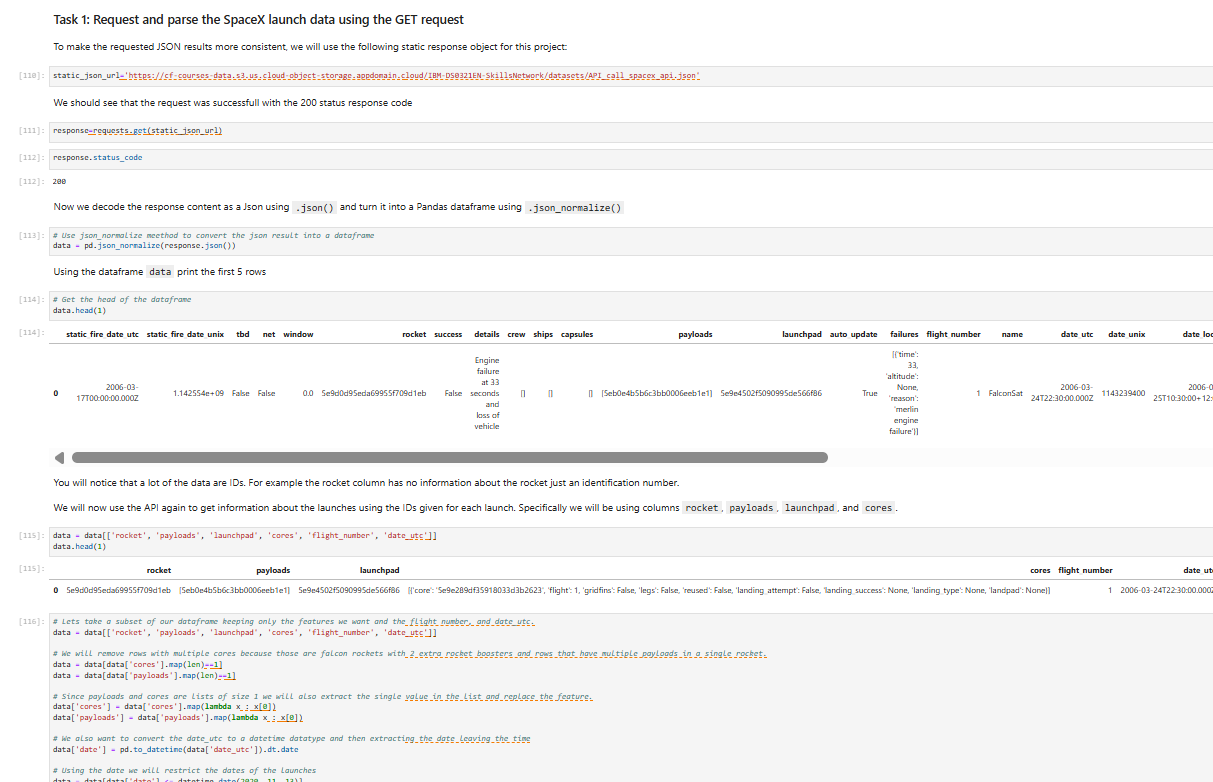 Task 1: Request and parse the SpaceX launch data using the GET request
To make the requested JSON results more consistent, we will use the following static response object for this project:
[110]: static_json_url='https://cf-courses-data.s3.us.cloud-object-storage.appdomain.cloud/IBM-DS0321EN-SkillsNetwork/datasets/API_call_spacex_api.json'
We should see that the request was successfull with the 200 status response code
[111]: response=requests.get(static_json_url)
[112]: response.status_code
[112]: 200
Now we decode the response content as a Json using .json() and turn it into a Pandas dataframe using .json_normalize()
[113]: # Use json_normalize meethod to convert the json result into a dataframe
data = pd.json_normalize(response.json())
Using the dataframe data print the first 5 rows
[114]: # Get the head of the dataframe
data.head(1)
[114]: static_fire_date_utc static_fire_date_unix tbd net window rocket success details crew ships capsules payloads launchpad auto_update failures flight_number name date_utc date_unix date_loc
0 2006-03-17T00:00:00.000Z 1.142554e+09 False False 0.0 5e9d0d95eda69955f709d1eb False Engine failure at 33 seconds and loss of vehicle [] [] [] [5eb0e4b5b6c3bb0006eeb1e1] 5e9e4502f5090995de566f86 True [{'time': 33, 'altitude': None, 'reason': 'merlin engine failure'}] 1 FalconSat 2006-03-24T22:30:00.000Z 1143239400 2006-0 25T10:30:00+12:
You will notice that a lot of the data are IDs. For example the rocket column has no information about the rocket just an identification number.
We will now use the API again to get information about the launches using the IDs given for each launch. Specifically we will be using columns rocket, payloads, launchpad, and cores.
[115]: data = data[['rocket', 'payloads', 'launchpad', 'cores', 'flight_number', 'date_utc']]
data.head(1)
[115]: rocket payloads launchpad cores flight_number date_utc
0 5e9d0d95eda69955f709d1eb [5eb0e4b5b6c3bb0006eeb1e1] 5e9e4502f5090995de566f86 [{'core': '5e9e289df35918033d3b2623', 'flight': 1, 'gridfins': False, 'legs': False, 'reused': False, 'landing_attempt': False, 'landing_success': None, 'landing_type': None, 'landpad': None}] 1 2006-03-24T22:30:00.000Z
[116]: # Lets take a subset of our dataframe keeping only the features we want and the flight number, and date_utc.
data = data[['rocket', 'payloads', 'launchpad', 'cores', 'flight_number', 'date_utc']]
# We will remove rows with multiple cores because those are falcon rockets with 2 extra rocket boosters and rows that have multiple payloads in a single rocket.
data = data[data['cores'].map(len)==1]
data = data[data['payloads'].map(len)==1]
# Since payloads and cores are lists of size 1 we will also extract the single value in the list and replace the feature.
data['cores'] = data['cores'].map(lambda x : x[0])
data['payloads'] = data['payloads'].map(lambda x : x[0])
# We also want to convert the date_utc to a datetime datatype and then extracting the date leaving the time
data['date'] = pd.to_datetime(data['date_utc']).dt.date
# Using the date we will restrict the dates of the launches
data = data[data['date'] <= datetime.date(2020, 11, 13)]